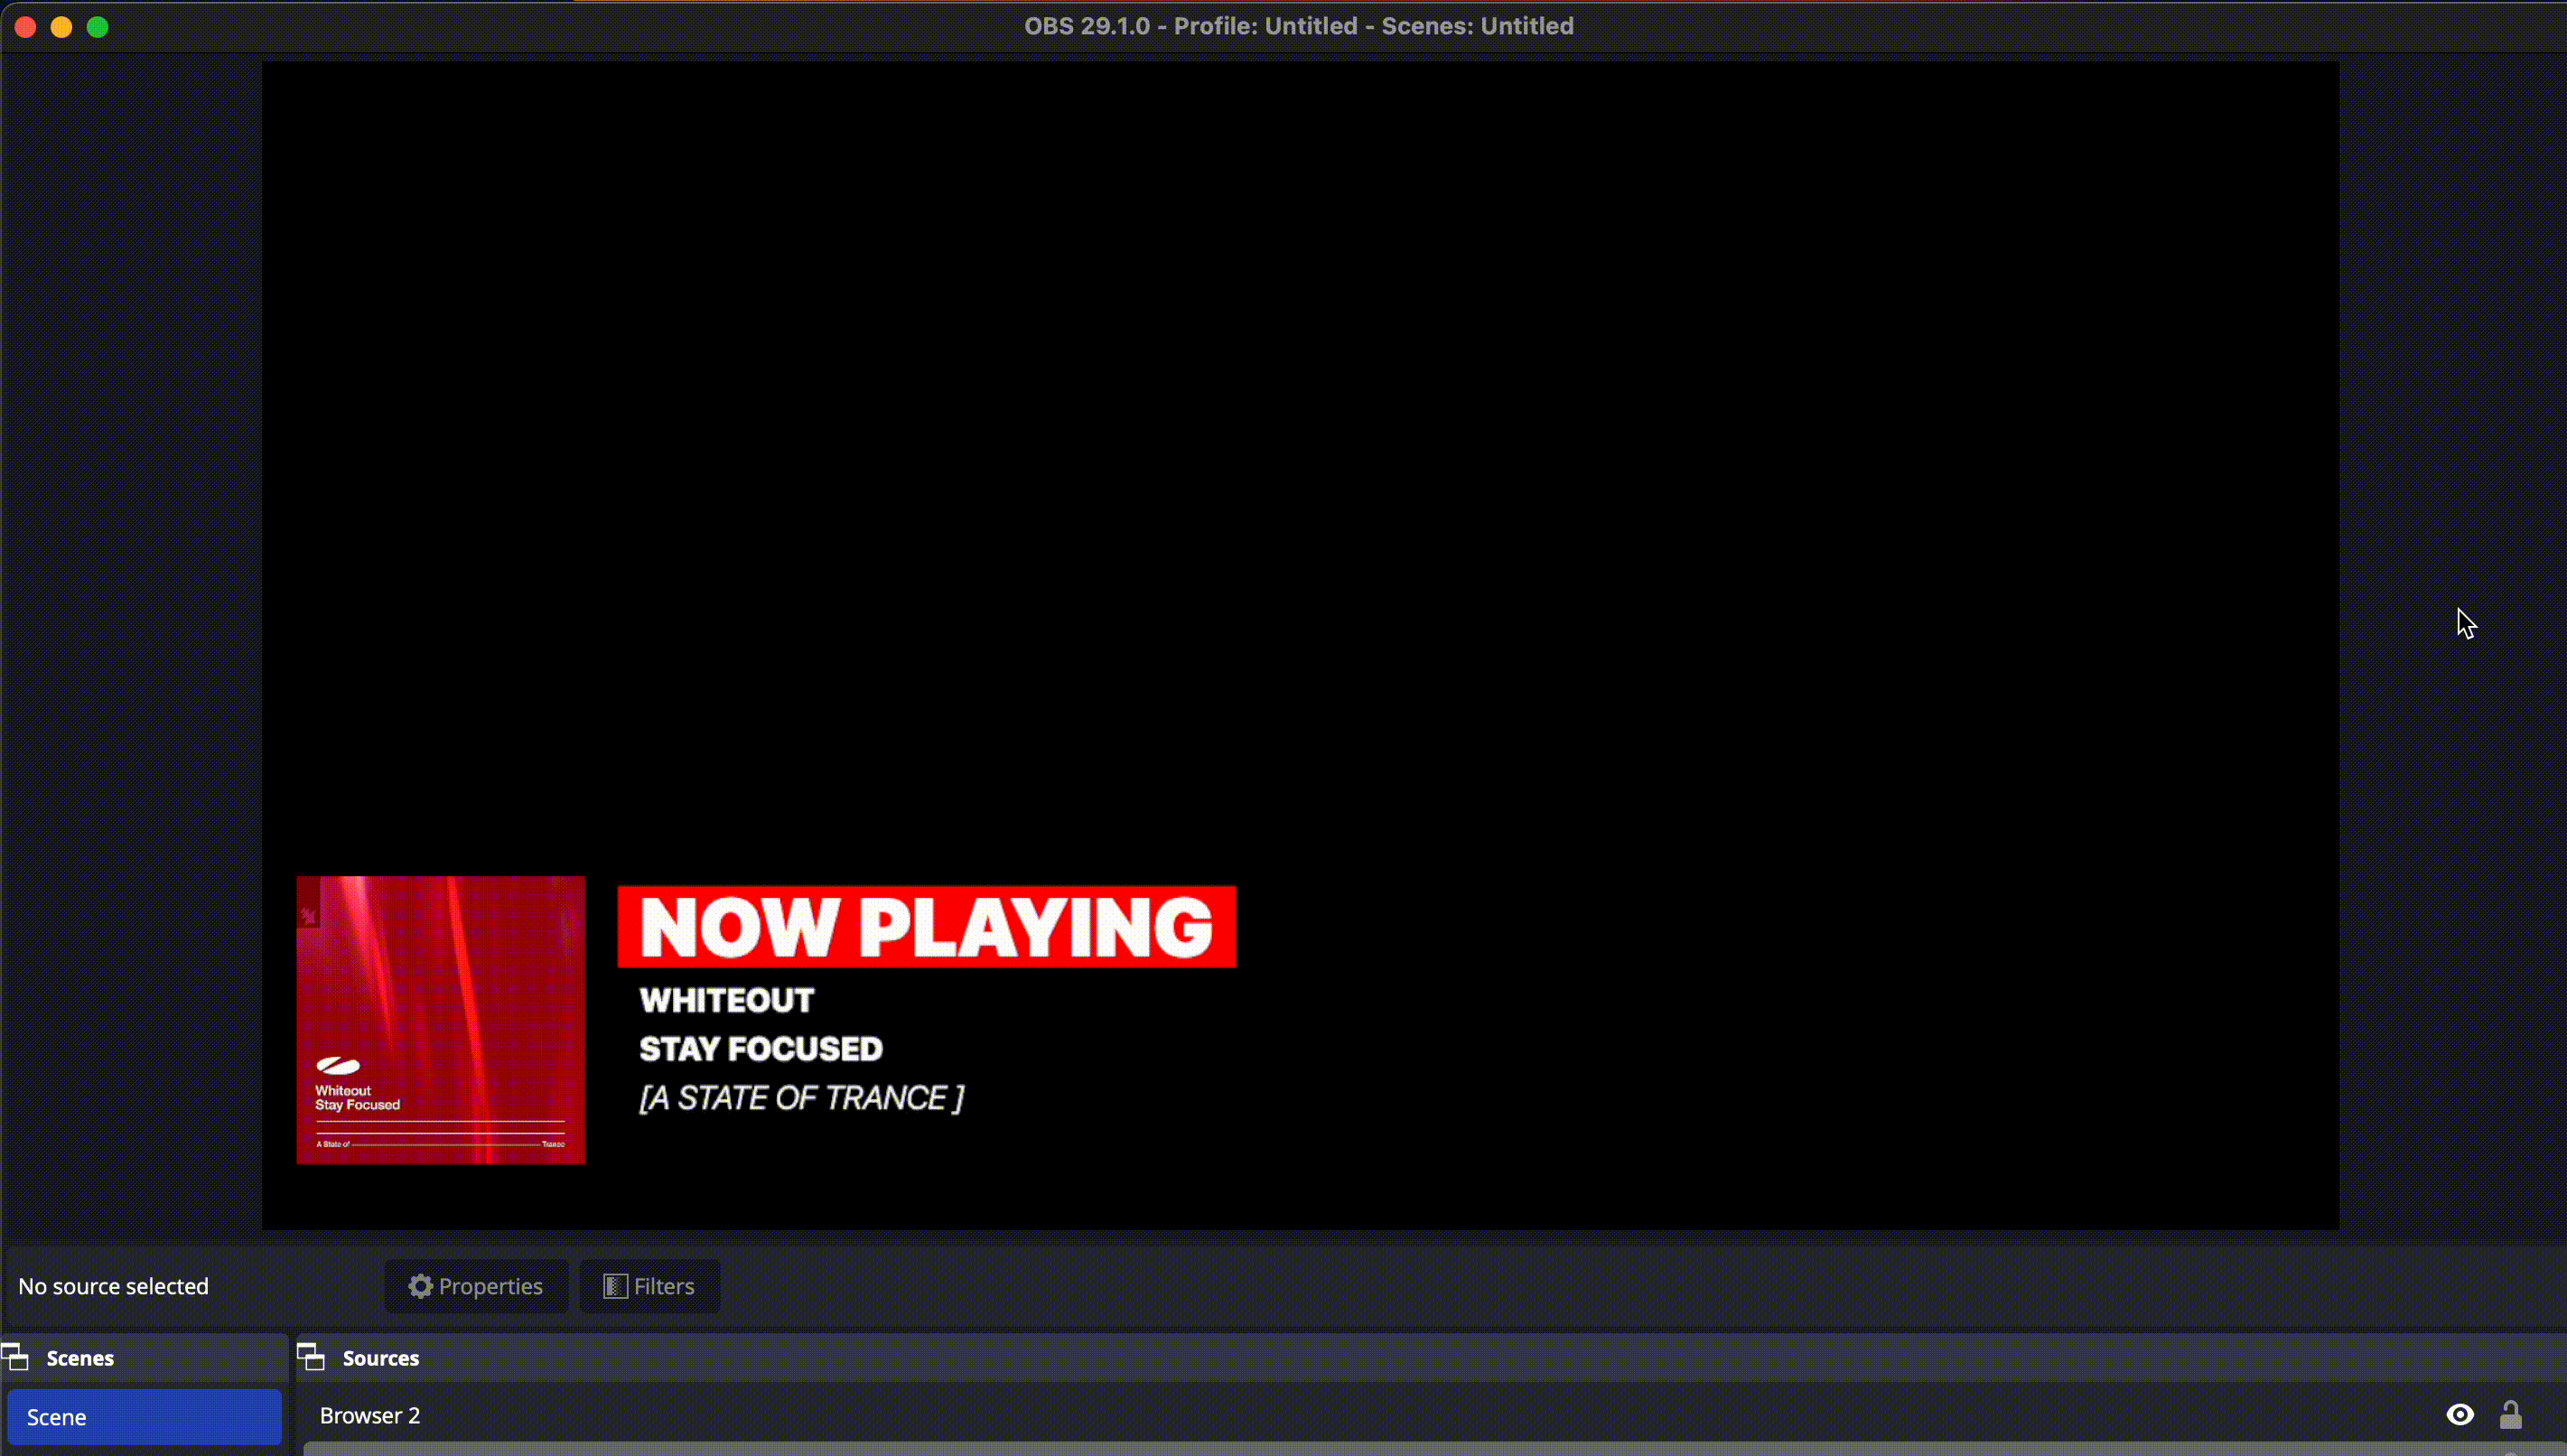 OBS 29.1.0 - Profile: Untitled - Scenes: Untitled
NOW PLAYING
WHITEOUT
STAY FOCUSED
[A STATE OF TRANCE ]
Whiteout
Stay Focused
A State of Trance
No source selected
Properties
Filters
Scenes
Sources
Scene
Browser 2